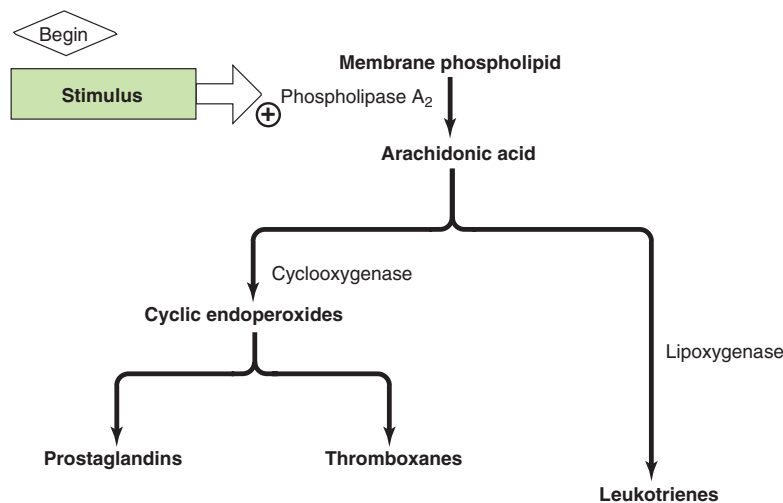 Begin
Stimulus
+
Membrane phospholipid
Phospholipase A₂
Arachidonic acid
Cyclooxygenase
Cyclic endoperoxides
Lipoxygenase
Prostaglandins
Thromboxanes
Leukotrienes